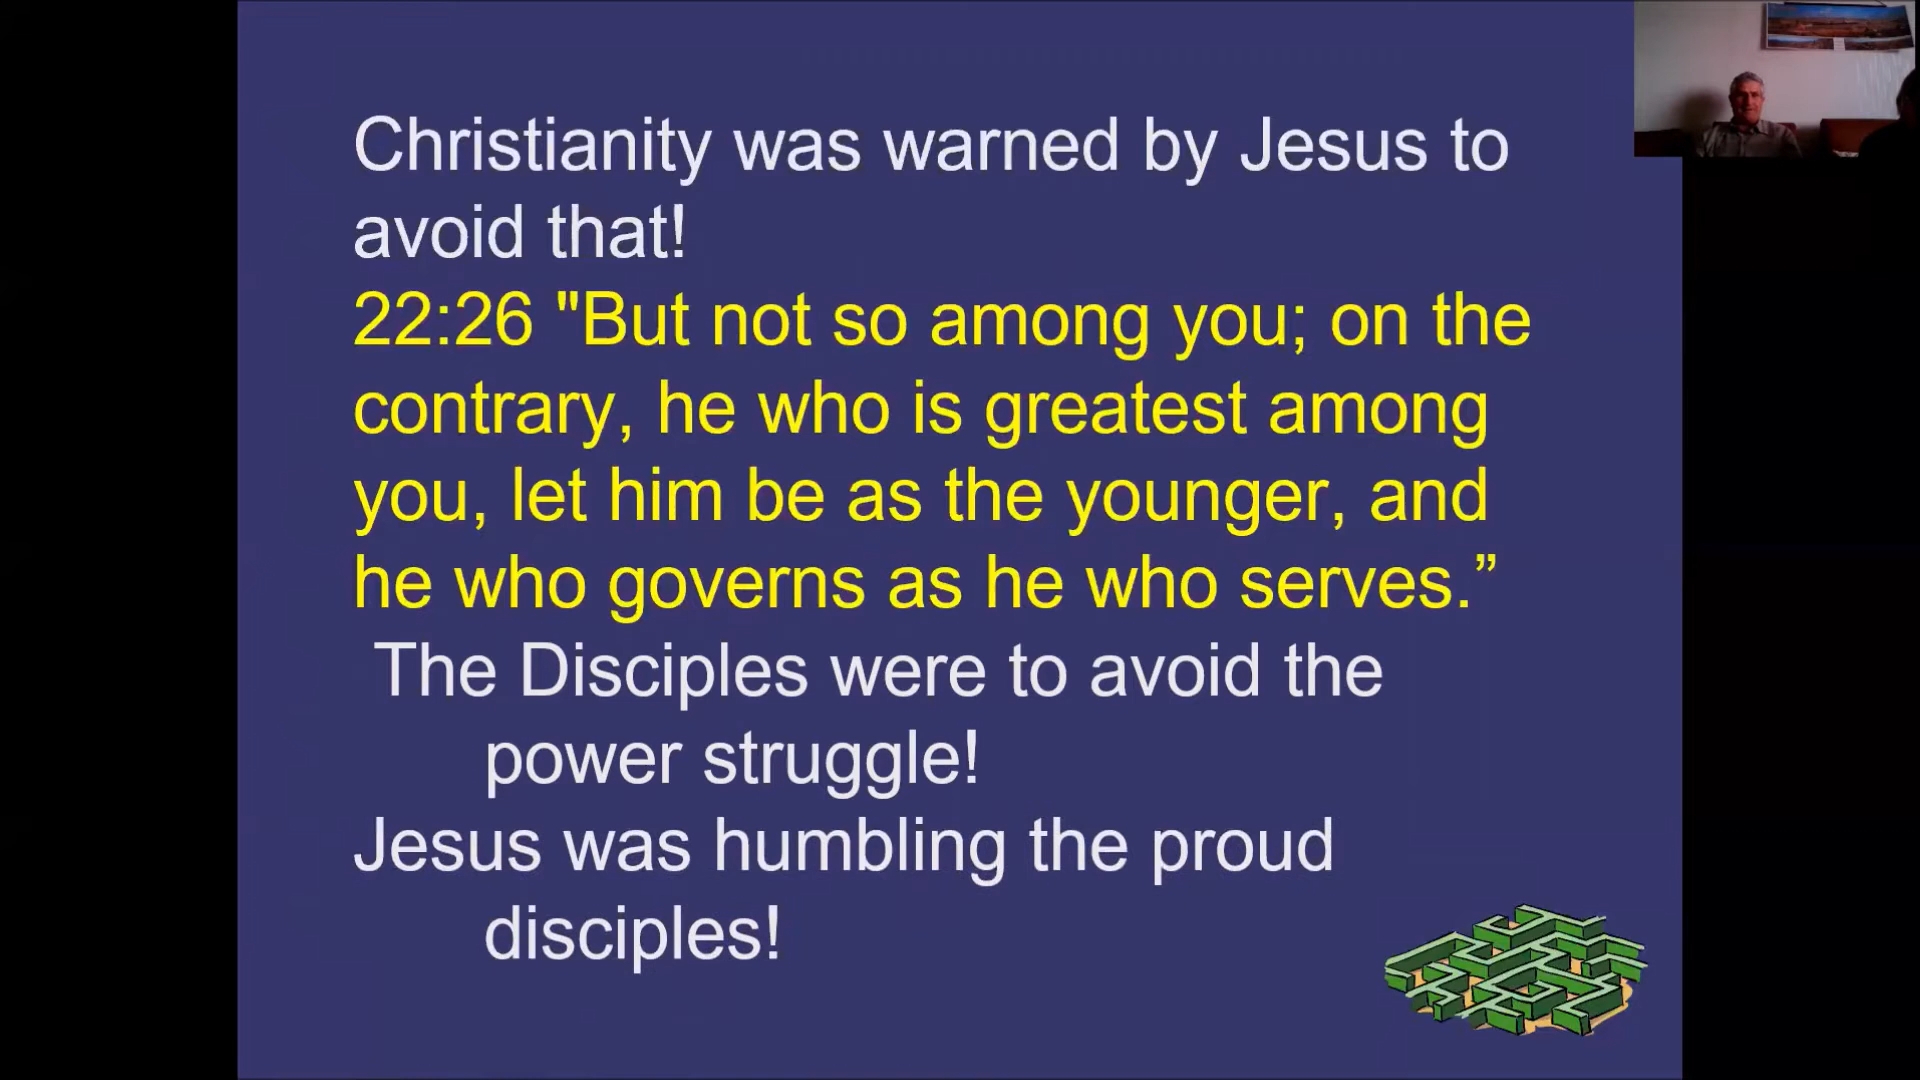 Christianity was warned by Jesus to
avoid that!
22:26 "But not so among you; on the
contrary, he who is greatest among
you, let him be as the younger, and
he who governs as he who serves.”
The Disciples were to avoid the
power struggle!
Jesus was humbling the proud
disciples!